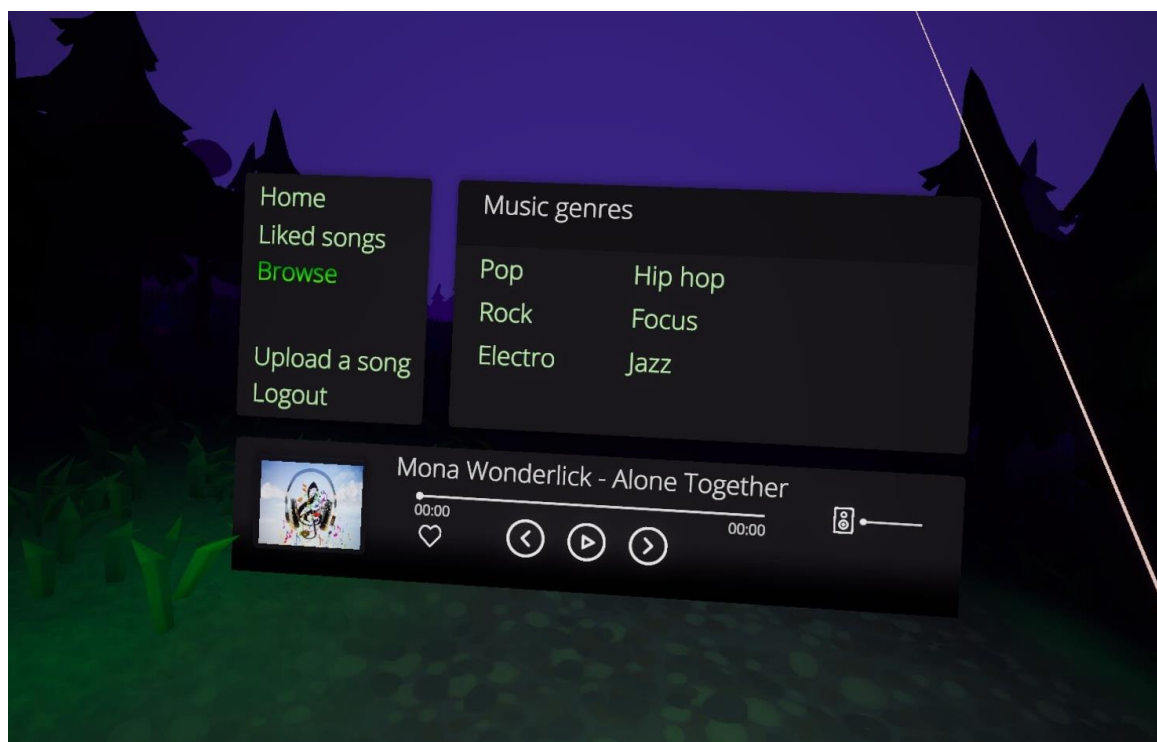 Home
Liked songs
Browse
Upload a song
Logout
Music genres
Pop
Hip hop
Rock
Focus
Electro
Jazz
Mona Wonderlick - Alone Together
00:00
00:00